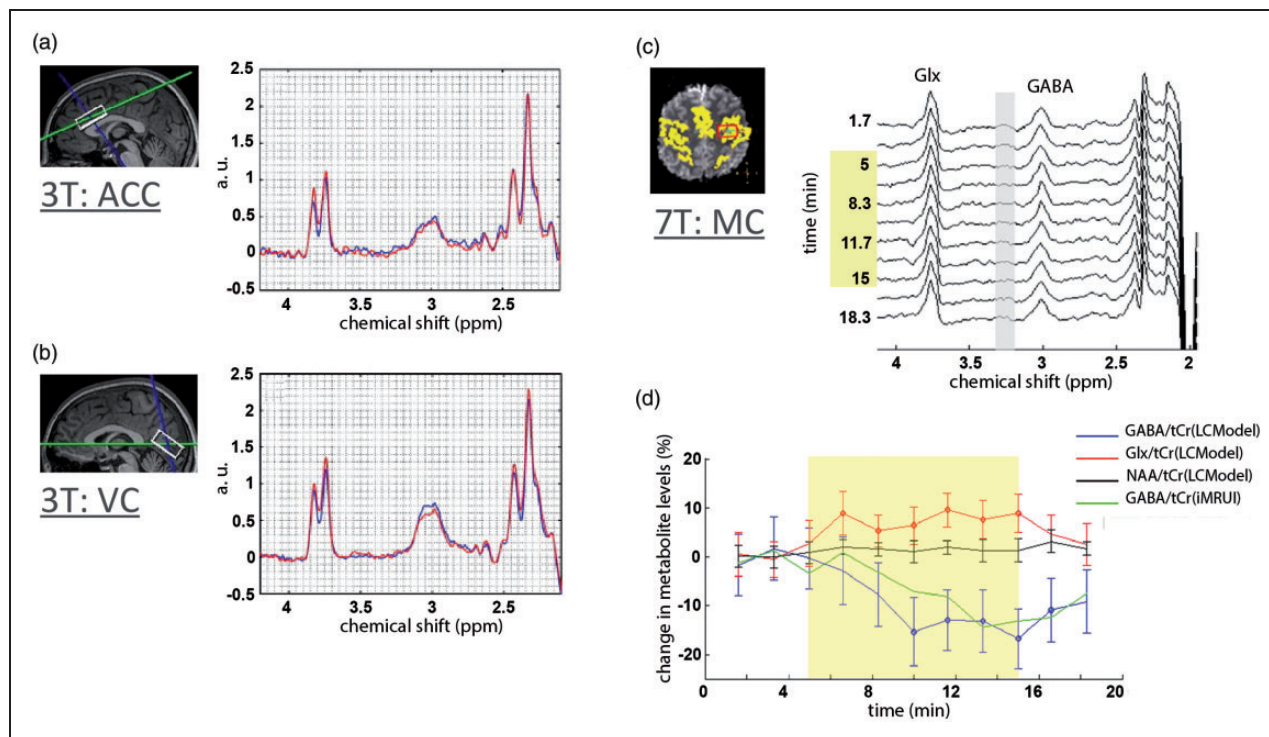 (a)
3T: ACC
2.5
2
1.5
1
0.5
0
-0.5
a. u.
4 3.5 3 2.5
chemical shift (ppm)
(b)
3T: VC
2.5
2
1.5
1
0.5
0
-0.5
a. u.
4 3.5 3 2.5
chemical shift (ppm)
(c)
7T: MC
Glx GABA
time (min)
1.7
5
8.3
11.7
15
18.3
4 3.5 3 2.5 2
chemical shift (ppm)
(d)
GABA/tCr(LCModel)
Glx/tCr(LCModel)
NAA/tCr(LCModel)
GABA/tCr(iMRUI)
change in metabolite levels (%)
20
10
0
-10
-20
0 4 8 12 16 20
time (min)